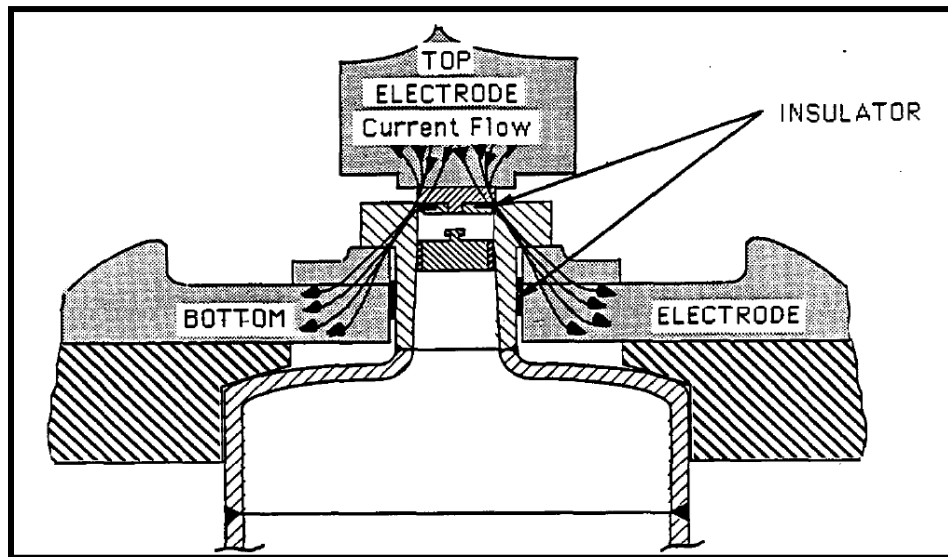 TOP
ELECTRODE
Current Flow
INSULATOR
BOTTOM
ELECTRODE